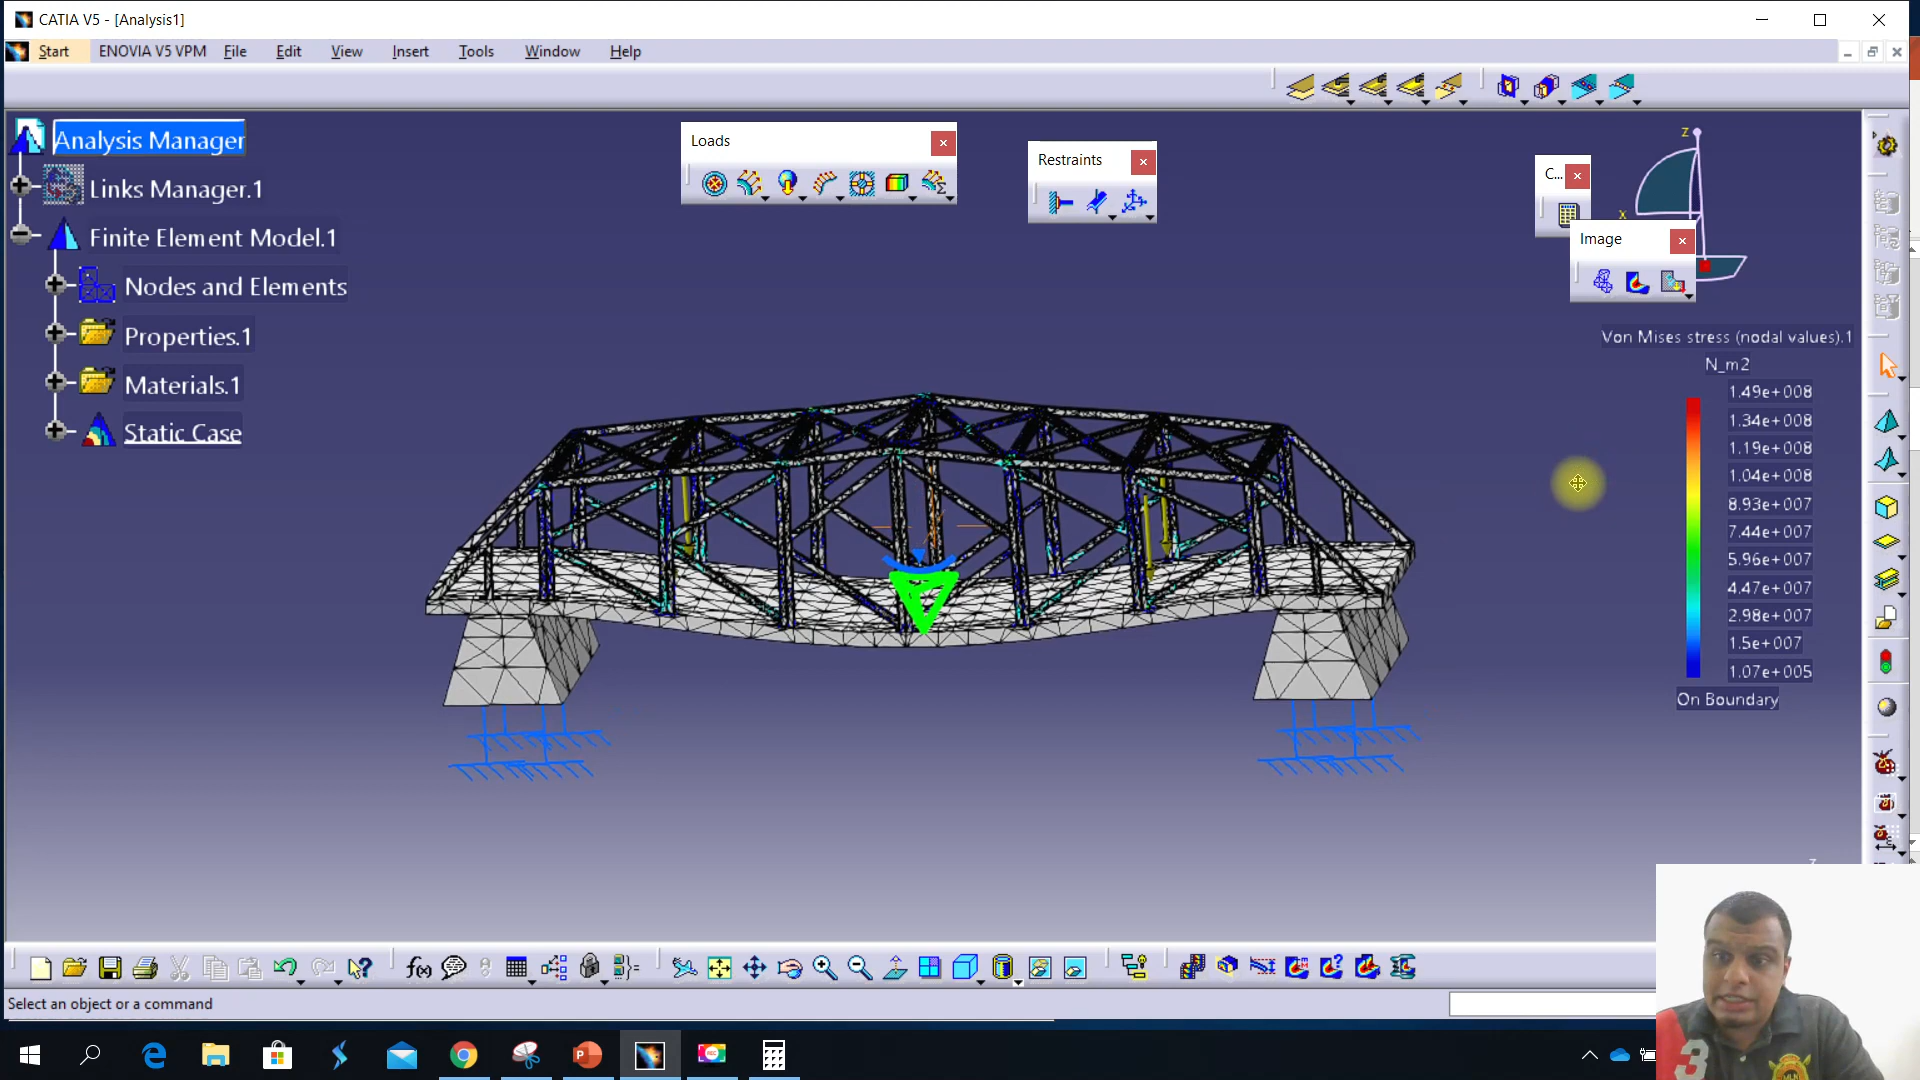 CATIA V5 - [Analysis1]
Start ENOVIA V5 VPM File Edit View Insert Tools Window Help
Analysis Manager
Links Manager.1
Finite Element Model.1
Nodes and Elements
Properties.1
Materials.1
Static Case
Loads
Restraints
C...
Image
z
x
Von Mises stress (nodal values).1
N_m2
1.49e+008
1.34e+008
1.19e+008
1.04e+008
8.93e+007
7.44e+007
5.96e+007
4.47e+007
2.98e+007
1.5e+007
1.07e+005
On Boundary
z
f(x)
Select an object or a command
3